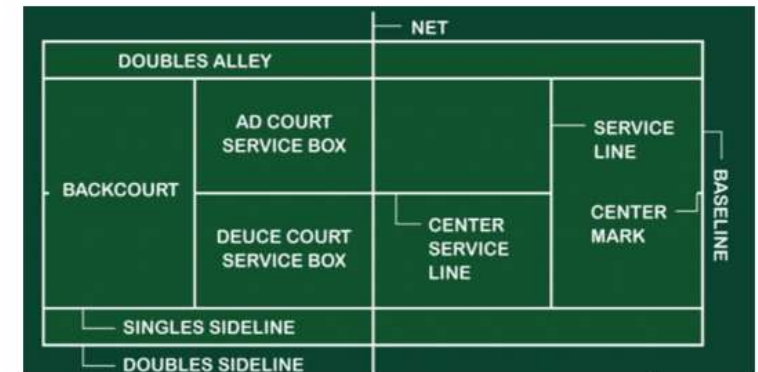 NET
DOUBLES ALLEY
AD COURT
SERVICE BOX
SERVICE
LINE
BACKCOURT
CENTER
MARK
BASELINE
DEUCE COURT
SERVICE BOX
CENTER
SERVICE
LINE
SINGLES SIDELINE
DOUBLES SIDELINE